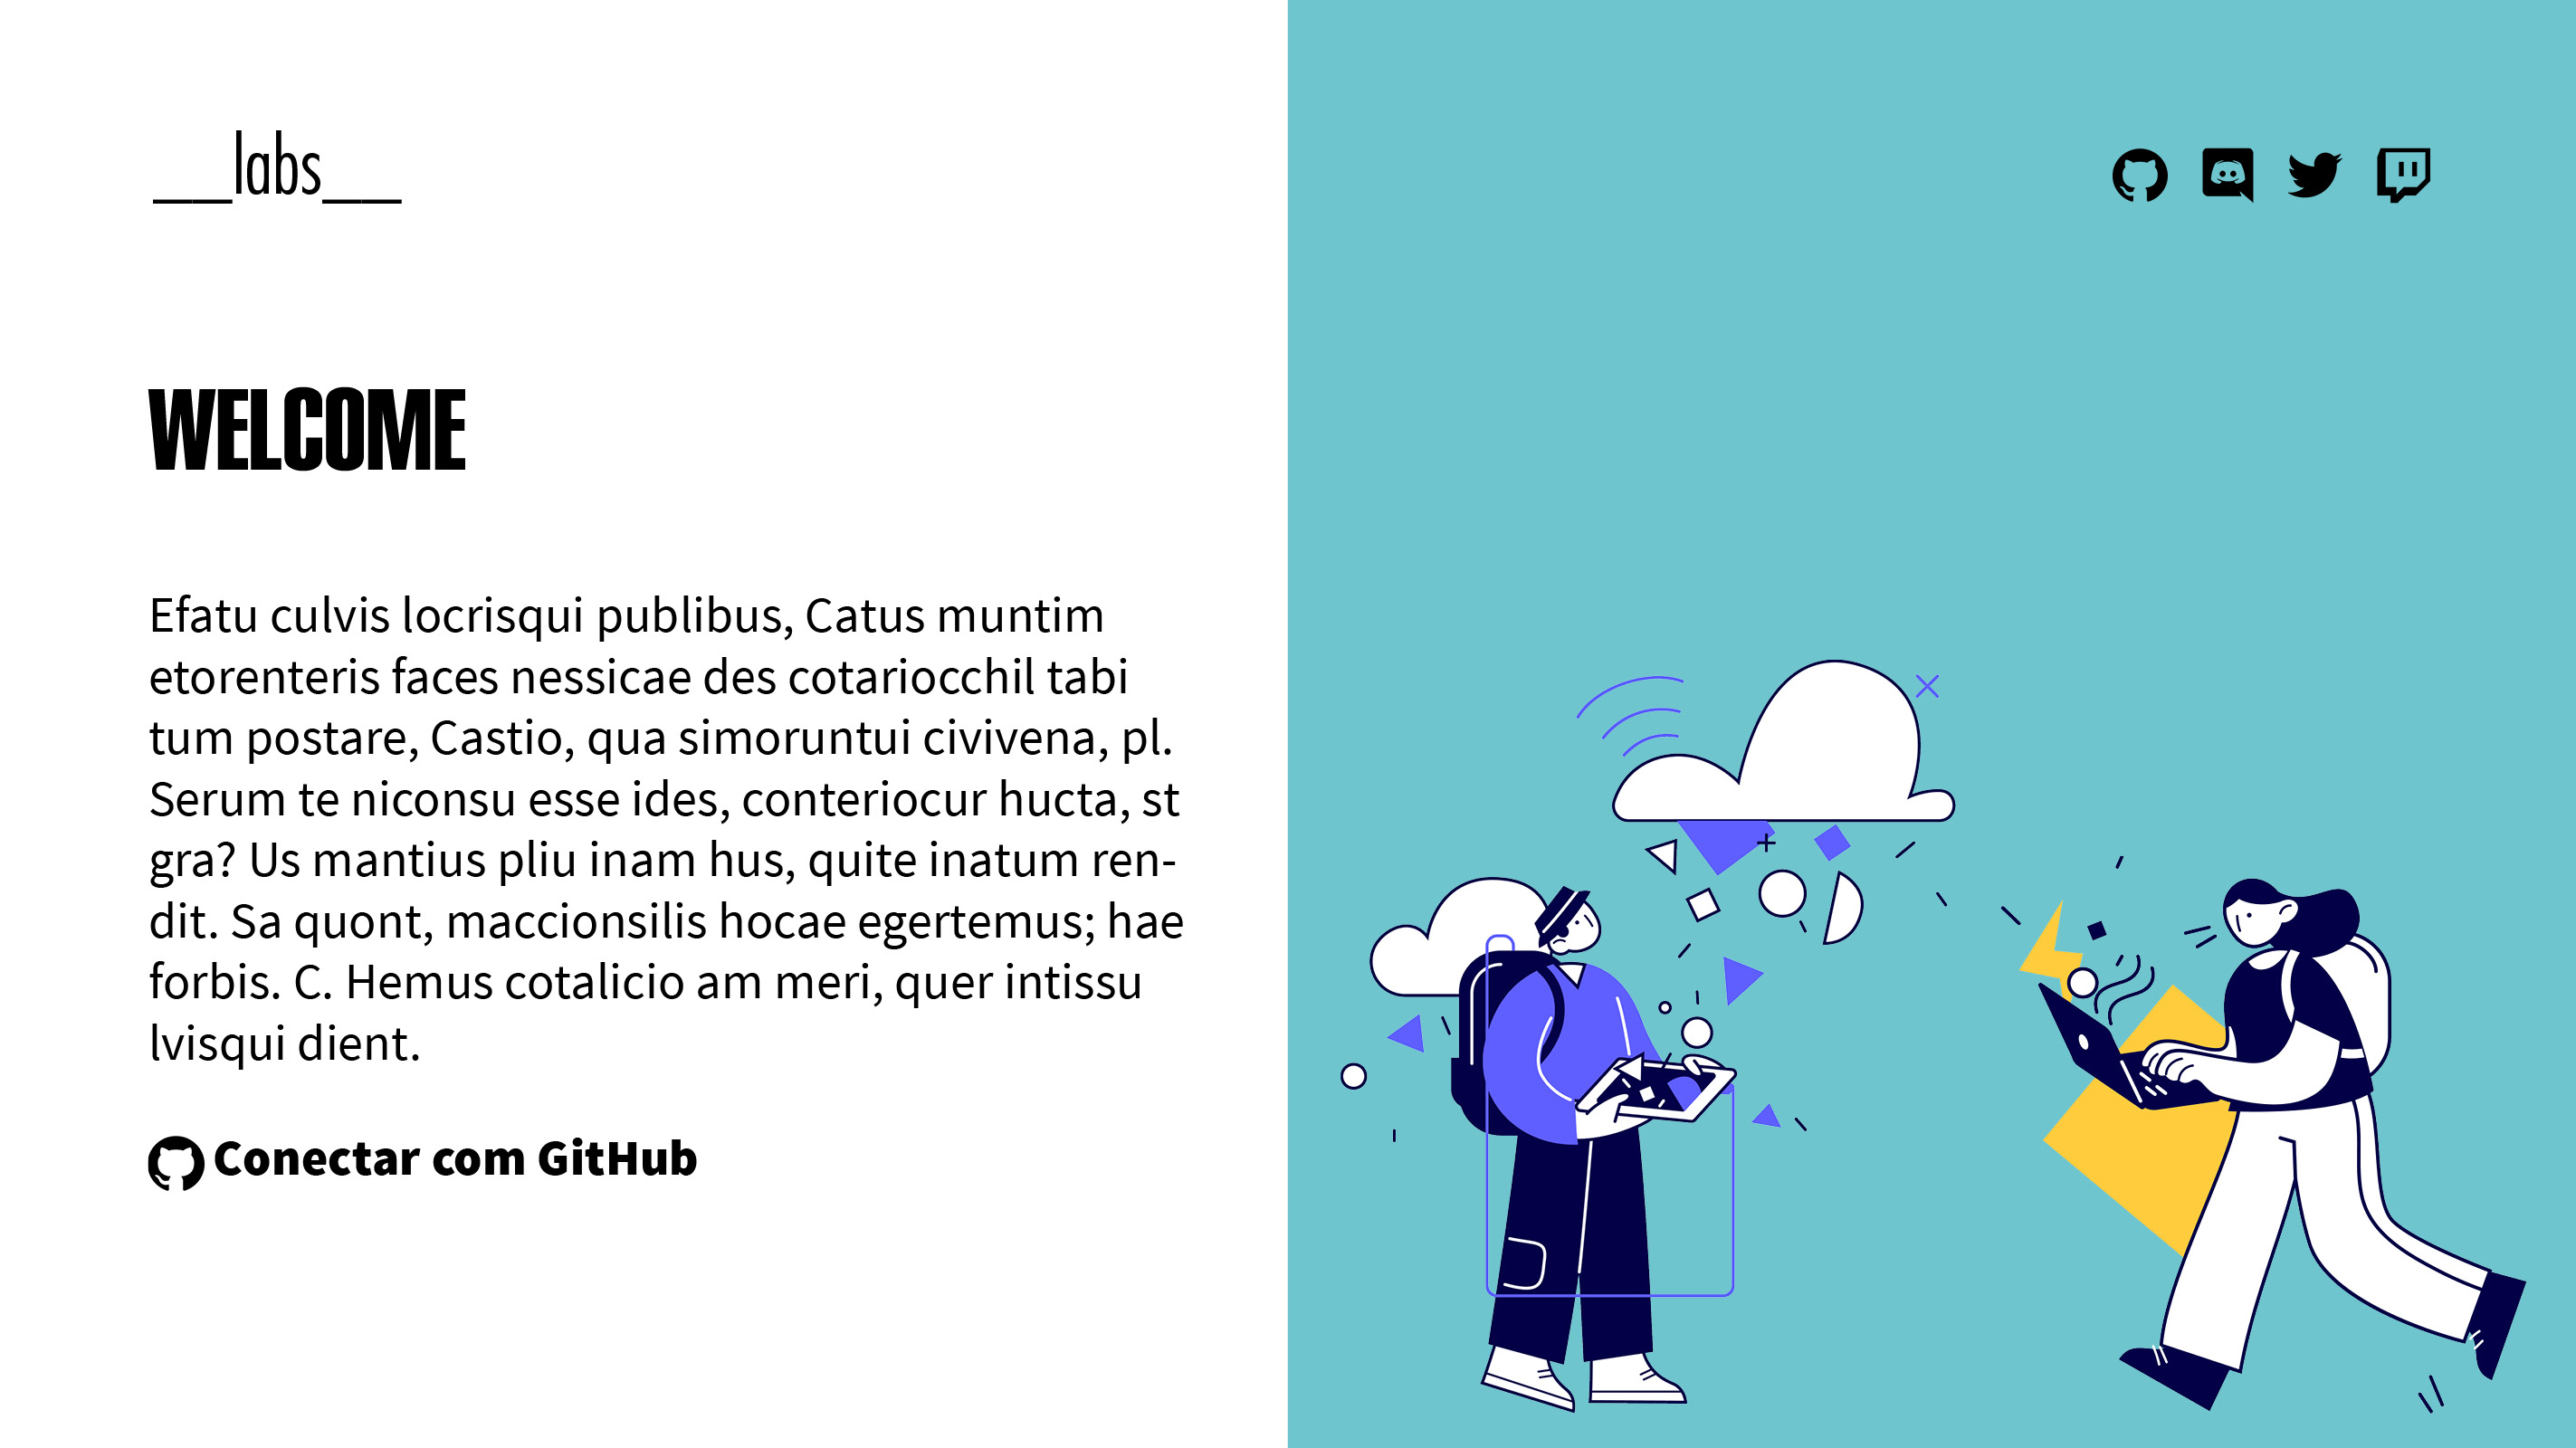 __labs__
WELCOME
Efatu culvis locrisqui publibus, Catus muntim
etorenteris faces nessicae des cotariocchil tabi
tum postare, Castio, qua simoruntui civivena, pl.
Serum te niconsu esse ides, conteriocur hucta, st
gra? Us mantius pliu inam hus, quite inatum ren-
dit. Sa quont, maccionsilis hocae egertemus; hae
forbis. C. Hemus cotalicio am meri, quer intissu
lvisqui dient.
Conectar com GitHub